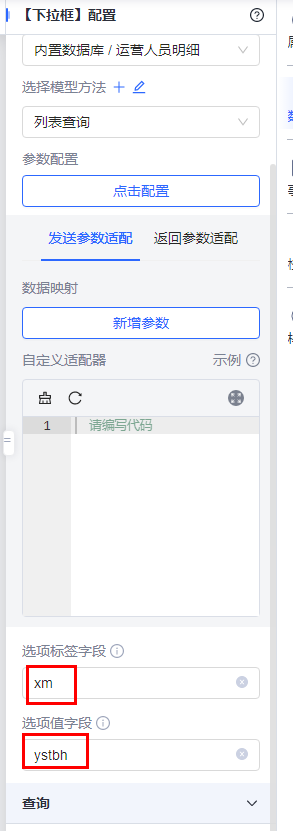 【下拉框】配置
内置数据库 / 运营人员明细
选择模型方法
列表查询
参数配置
点击配置
发送参数适配 返回参数适配
数据映射
新增参数
自定义适配器 示例
1 请编写代码
选项标签字段
xm
选项值字段
ystbh
查询